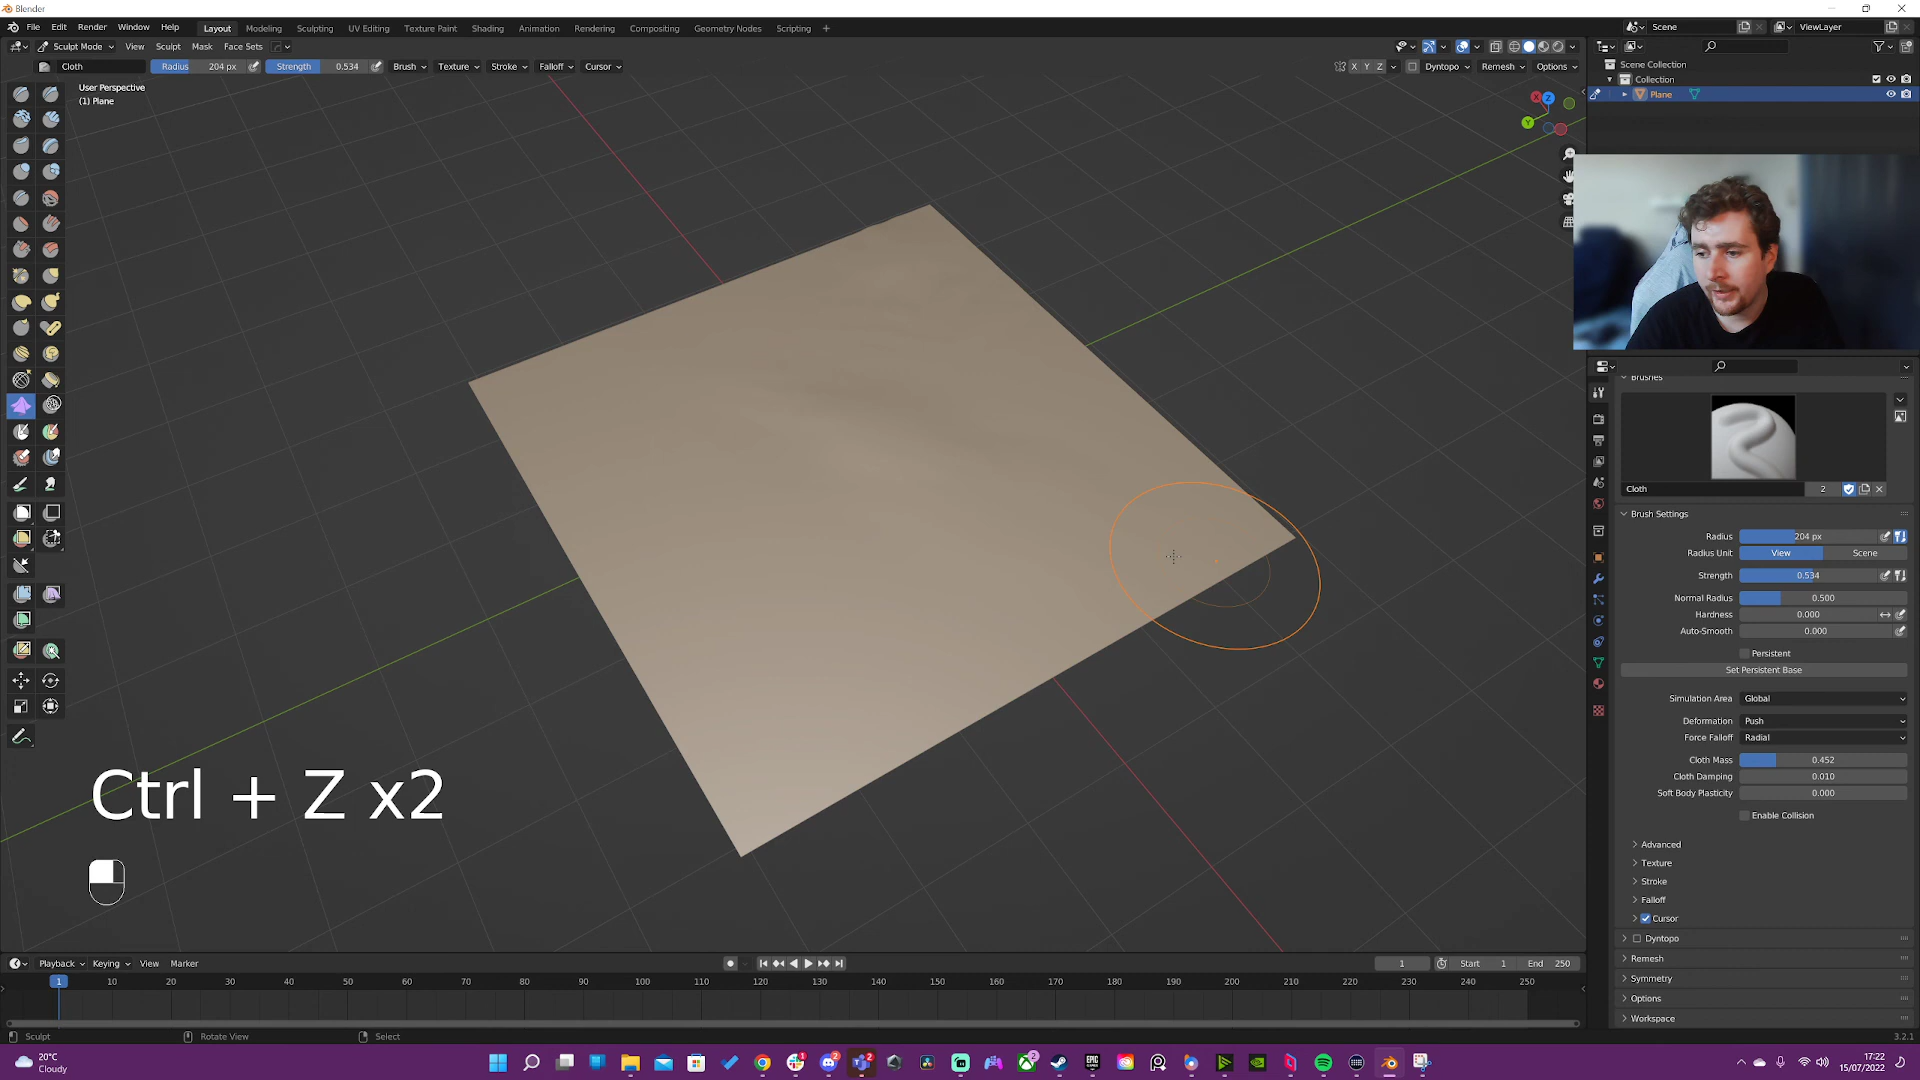 Blender
File Edit Render Window Help
Layout Modeling Sculpting UV Editing Texture Paint Shading Animation Rendering Compositing Geometry Nodes Scripting +
Scene
ViewLayer
Sculpt Mode View Sculpt Mask Face Sets
Cloth Radius 204 px Strength 0.534 Brush Texture Stroke Falloff Cursor
X Y Z Dyntopo Remesh Options
Scene Collection
Collection
Plane
User Perspective
(1) Plane
X Z
Y
Brushes
Cloth 2
Brush Settings
Radius 204 px
Radius Unit View Scene
Strength 0.534
Normal Radius 0.500
Hardness 0.000
Auto-Smooth 0.000
Persistent
Set Persistent Base
Simulation Area Global
Deformation Push
Force Falloff Radial
Cloth Mass 0.452
Cloth Damping 0.010
Soft Body Plasticity 0.000
Enable Collision
Advanced
Texture
Stroke
Falloff
Cursor
Dyntopo
Remesh
Symmetry
Options
Workspace
Ctrl + Z x2
Playback Keying View Marker
1 Start 1 End 250
1 10 20 30 40 50 60 70 80 90 100 110 120 130 140 150 160 170 180 190 200 210 220 230 240 250
Sculpt Rotate View Select
3.2.1
20°C
Cloudy
17:22
15/07/2022